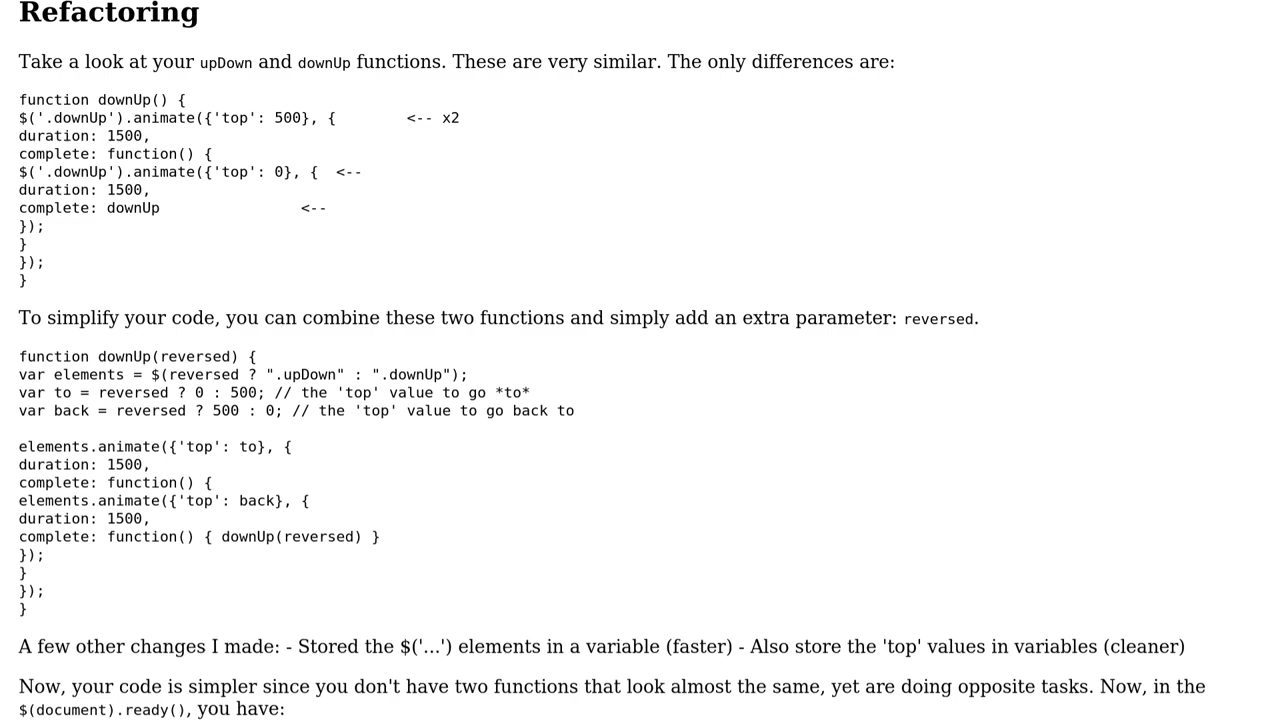 Refactoring
Take a look at your upDown and downUp functions. These are very similar. The only differences are:
function downUp() {
$('.downUp').animate({'top': 500}, {        <-- x2
duration: 1500,
complete: function() {
$('.downUp').animate({'top': 0}, {  <--
duration: 1500,
complete: downUp                <--
});
}
});
}
To simplify your code, you can combine these two functions and simply add an extra parameter: reversed.
function downUp(reversed) {
var elements = $(reversed ? ".upDown" : ".downUp");
var to = reversed ? 0 : 500; // the 'top' value to go *to*
var back = reversed ? 500 : 0; // the 'top' value to go back to
elements.animate({'top': to}, {
duration: 1500,
complete: function() {
elements.animate({'top': back}, {
duration: 1500,
complete: function() { downUp(reversed) }
});
}
});
}
A few other changes I made: - Stored the $('...') elements in a variable (faster) - Also store the 'top' values in variables (cleaner)
Now, your code is simpler since you don't have two functions that look almost the same, yet are doing opposite tasks. Now, in the
$(document).ready(), you have: